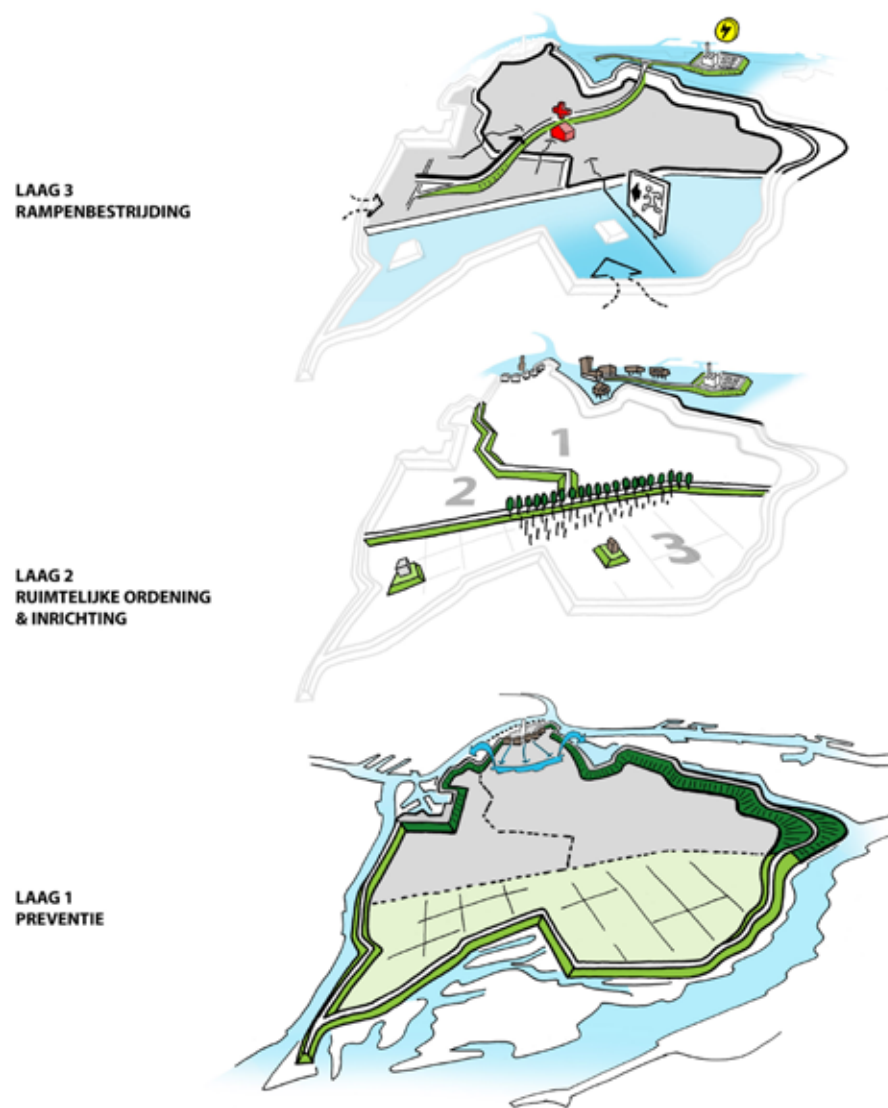 LAAG 3
RAMPENBESTRIJDING
1
2
3
LAAG 2
RUIMTELIJKE ORDENING
& INRICHTING
LAAG 1
PREVENTIE